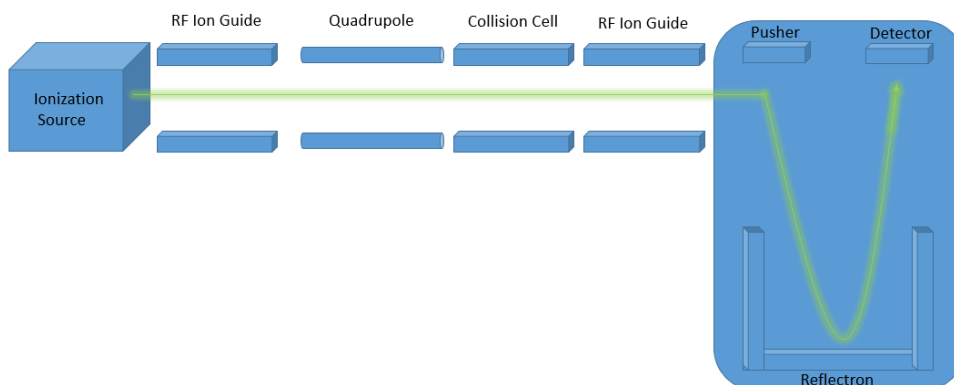 RF Ion Guide
Quadrupole
Collision Cell
RF Ion Guide
Pusher
Detector
Ionization
Source
Reflectron